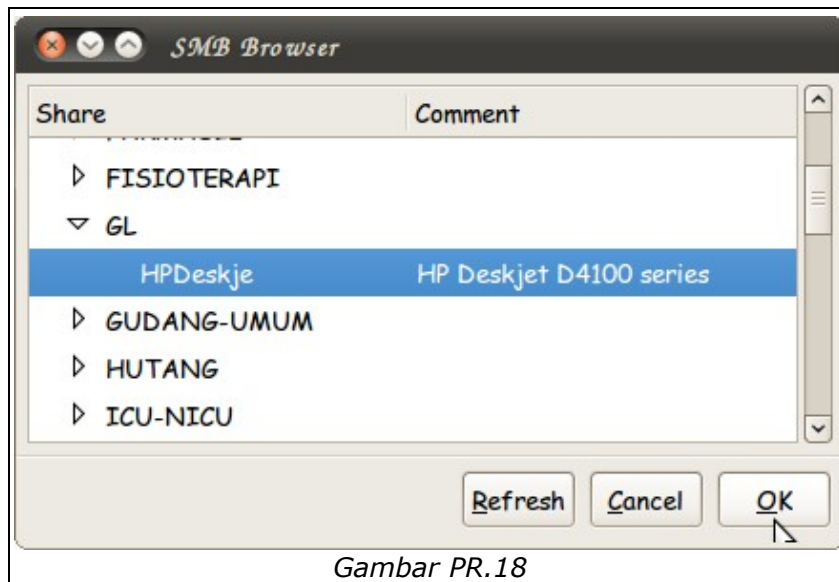 SMB Browser
Share Comment
FISIOTERAPI
GL
HPDeskje HP Deskjet D4100 series
GUDANG-UMUM
HUTANG
ICU-NICU
Refresh Cancel OK
Gambar PR.18